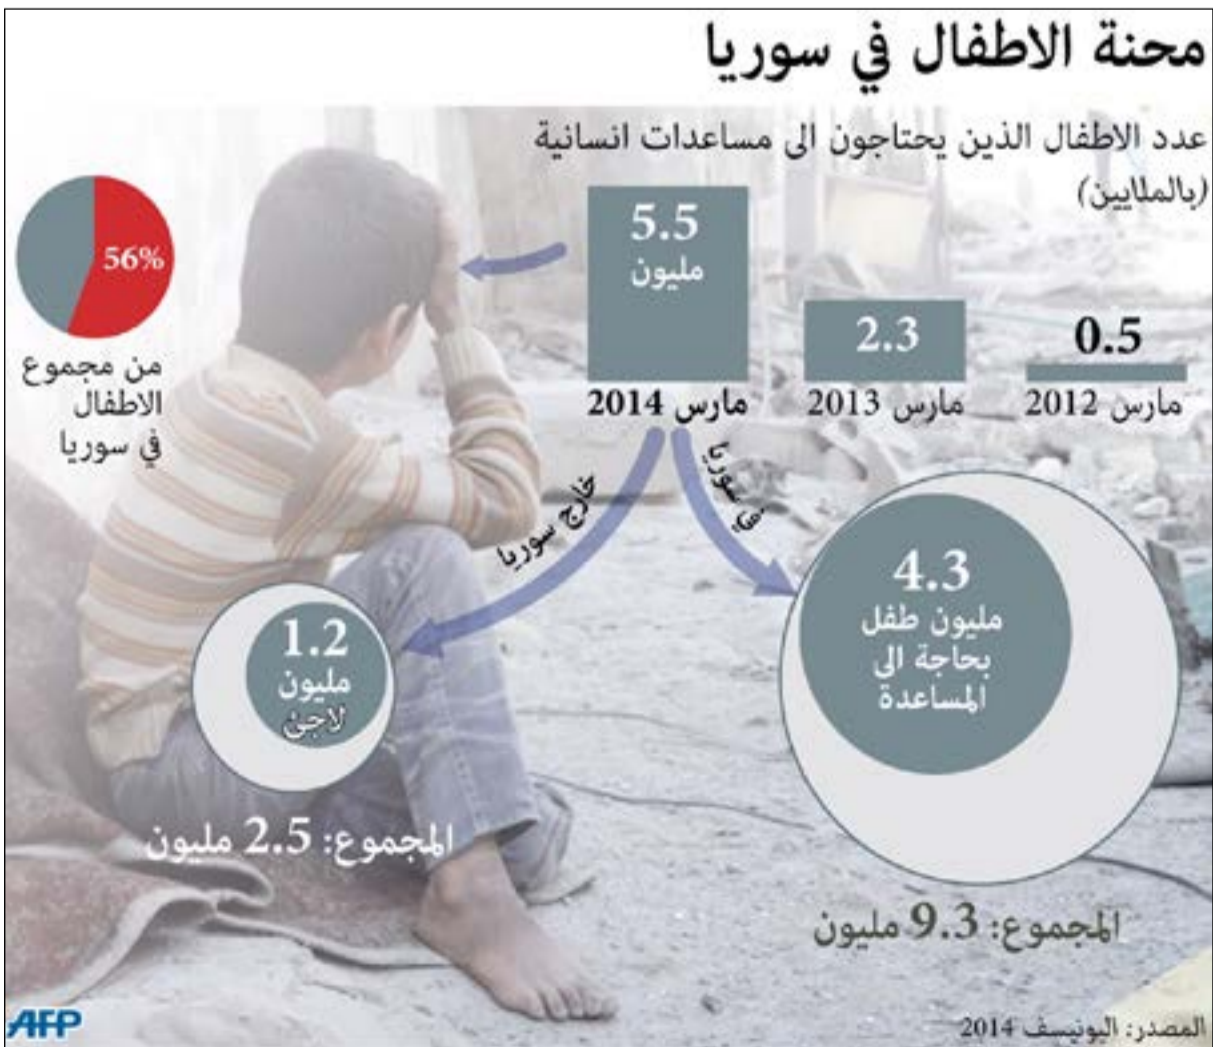 محنة الاطفال في سوريا
عدد الاطفال الذين يحتاجون الى مساعدات انسانية
(بالملايين)
0.5
مارس 2012
2.3
مارس 2013
5.5
مليون
مارس 2014
56%
من مجموع
الاطفال
في سوريا
في سوريا
4.3
مليون طفل
بحاجة الى
المساعدة
المجموع: 9.3 مليون
خارج سوريا
1.2
مليون
لاجئ
المجموع: 2.5 مليون
المصدر: اليونيسف 2014
AFP